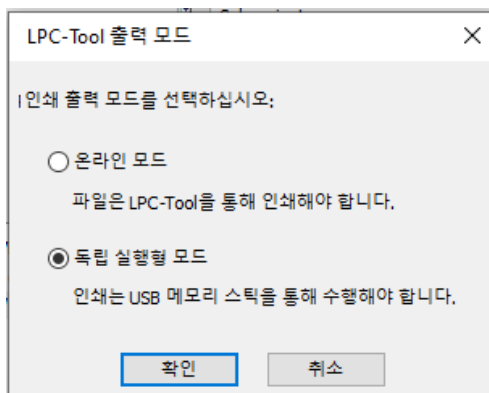 LPC-Tool 출력 모드
인쇄 출력 모드를 선택하십시오:
온라인 모드
파일은 LPC-Tool을 통해 인쇄해야 합니다.
독립 실행형 모드
인쇄는 USB 메모리 스틱을 통해 수행해야 합니다.
확인
취소